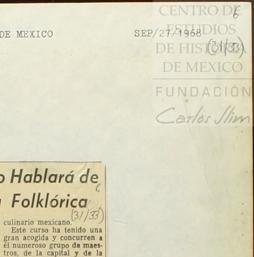 CENTRO DE
ESTUDIOS
DE HISTORIA
DE MEXICO
FUNDACIÓN
Carlos Slim
6
DE MEXICO
SEP/27/1968
(31/33)
o Hablará de
Folklórica
(31/33)
culinario mexicano.
Este curso ha tenido una
gran acogida y concurren a
él numeroso grupo de maes-
tros, de la capital y de la